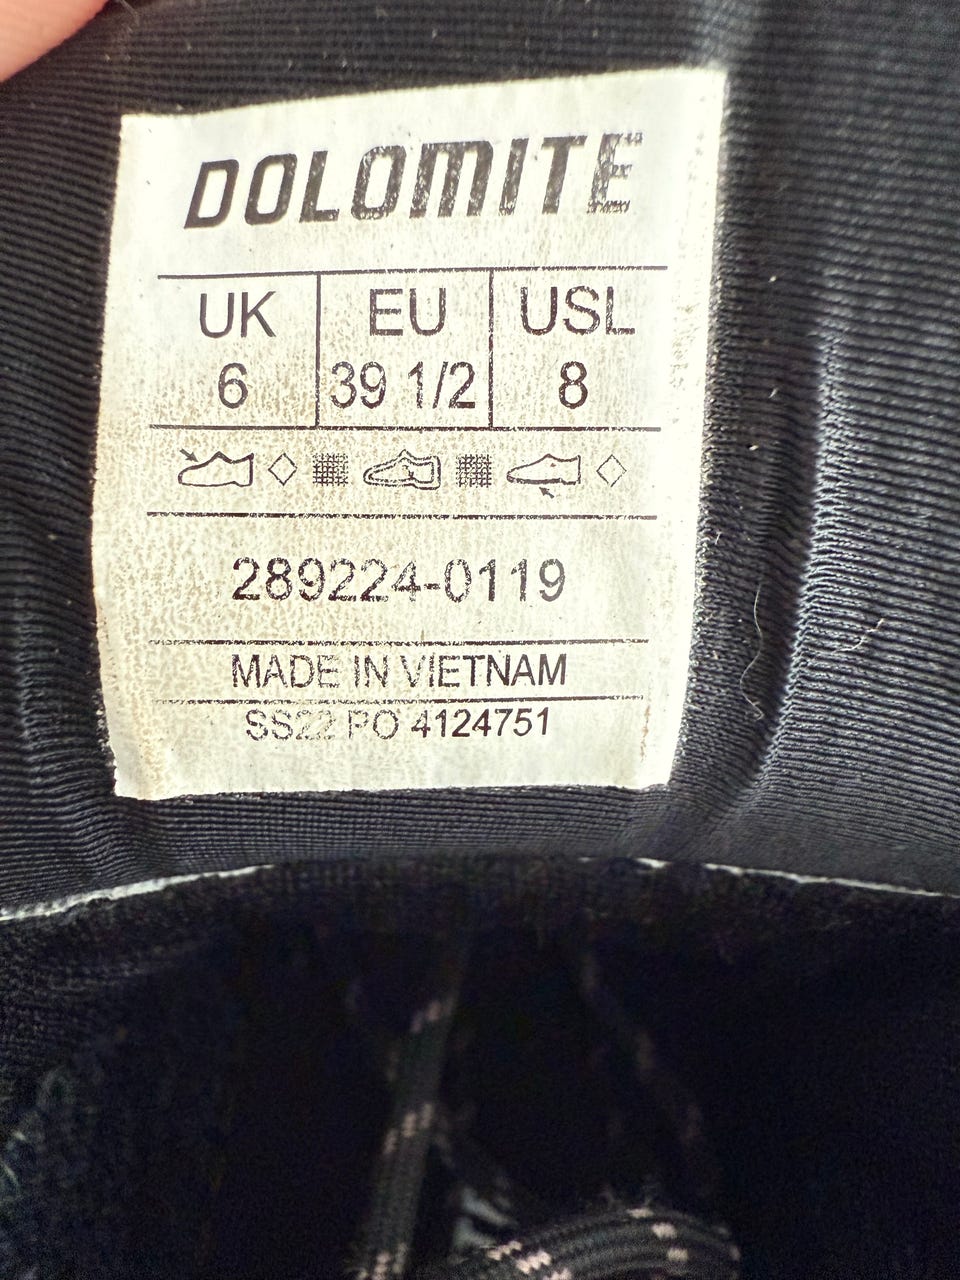 DOLOMITE
UK EU USL
6 39 1/2 8
289224-0119
MADE IN VIETNAM
SS22 PO 4124751